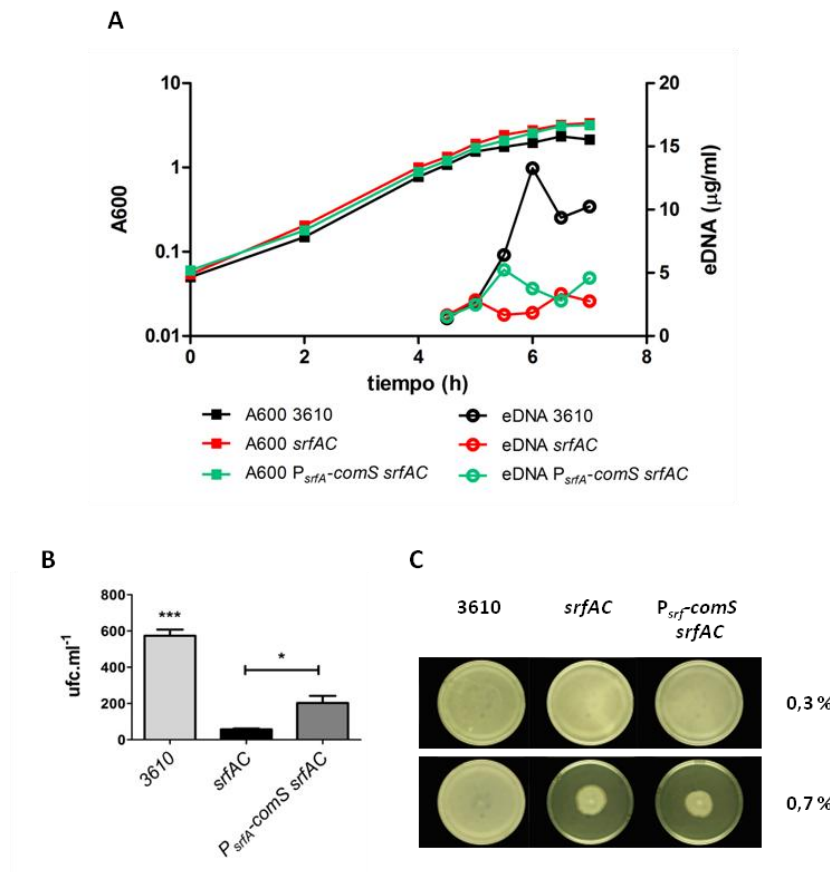 A
10
1
0.1
0.01
A600
20
15
10
5
0
eDNA (µg/ml)
0 2 4 6 8
tiempo (h)
A600 3610 eDNA 3610
A600 srfAC eDNA srfAC
A600 PsrfA-comS srfAC eDNA PsrfA-comS srfAC
B
800
600
400
200
0
ufc.ml-1
***
*
3610
srfAC
P srfA-comS srfAC
C
3610 srfAC Psrf-comS
srfAC
0,3 %
0,7 %